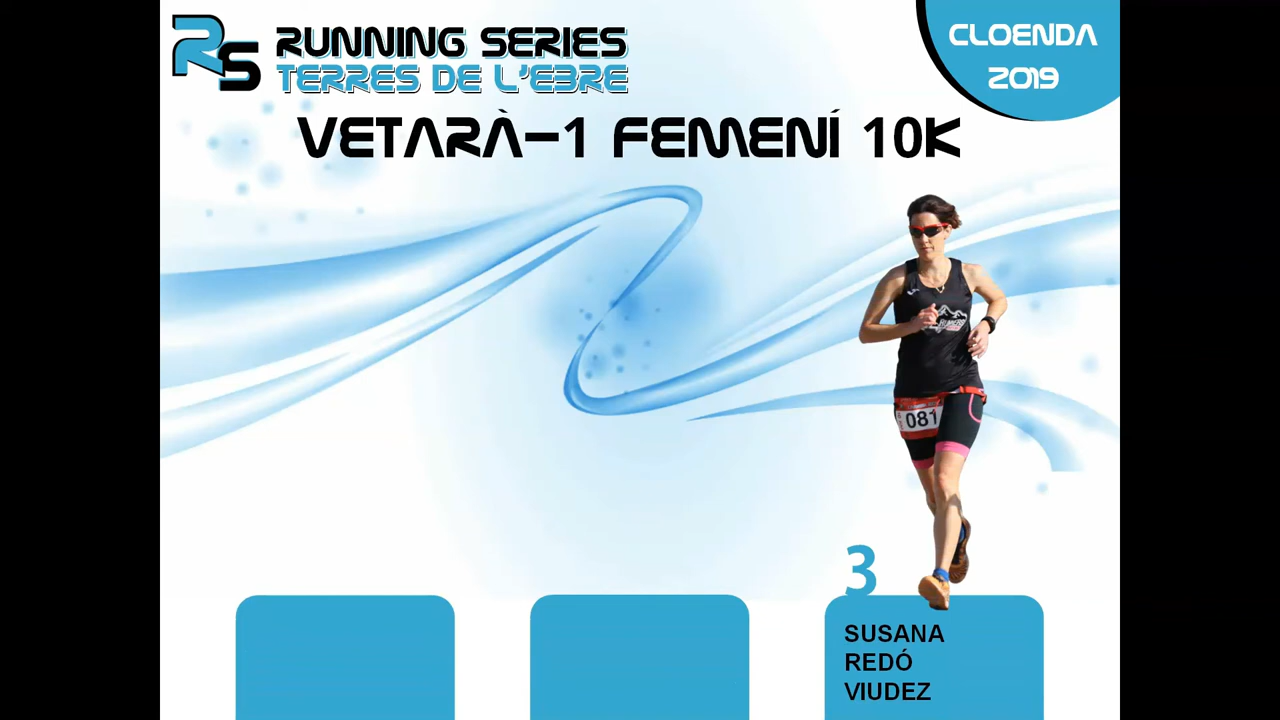 RS RUNNING SERIES
TERRES DE L'EBRE
CLOENDA
2019
VETARÀ-1 FEMENÍ 10K
081
3
SUSANA
REDÓ
VIUDEZ